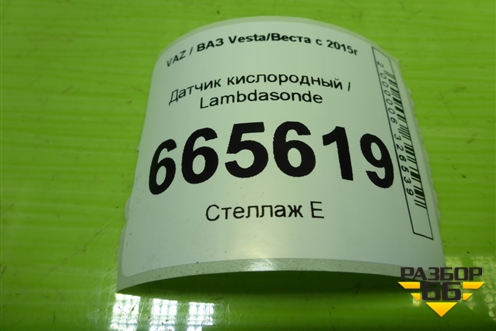 VAZ / ВАЗ Vesta/Веста с 2015г
Датчик кислородный /
Lambdasonde
665619
Стеллаж Е
РАЗБОР
66